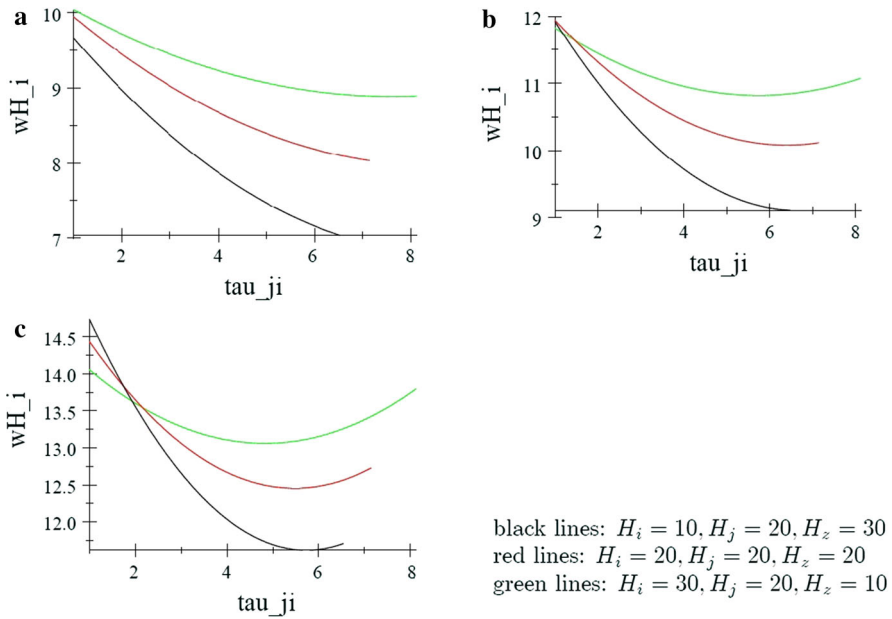 a
10
9
8
7
wH_i
2
4
6
8
tau_ji
b
12
11
10
9
wH_i
2
4
6
8
tau_ji
c
14.5
14.0
13.5
13.0
12.5
12.0
wH_i
2
4
6
8
tau_ji
black lines: H_i = 10, H_j = 20, H_z = 30
red lines: H_i = 20, H_j = 20, H_z = 20
green lines: H_i = 30, H_j = 20, H_z = 10